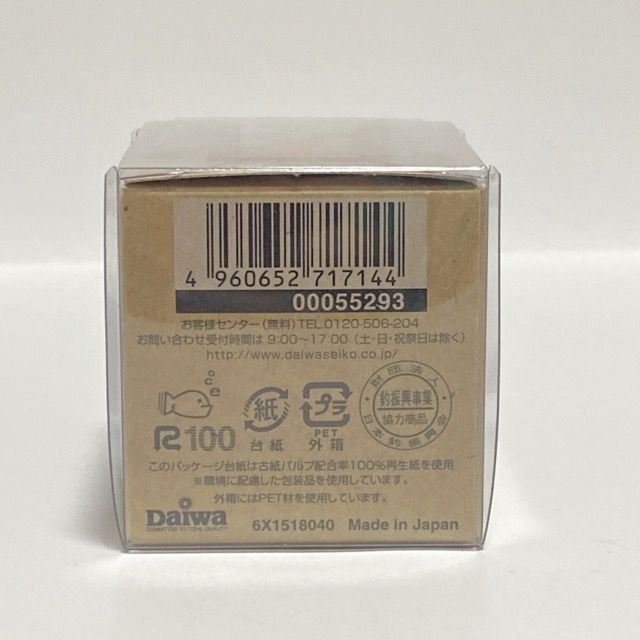 4 960652 717144
00055293
お客様センター(無料)TEL.0120-506-204
お問い合わせ受付時間は 9:00〜17:00 (土・日・祝祭日は除く)
http://www.daiwaseiko.co.jp/
oce
R100
紙
台紙
プラ
PET
外箱
財団法人
釣振興事業
協力商品
日本釣振興会
このパッケージ台紙は古紙パルプ配合率100%再生紙を使用
※環境に配慮した包装品を使用しています。
外箱にはPET材を使用しています。
Daiwa
COMMITTED TO TOTAL QUALITY
6X1518040 Made in Japan